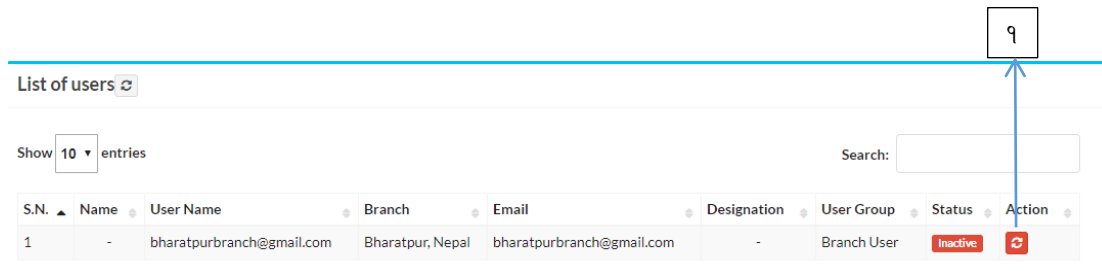 १
List of users
Show 10 entries
Search:
S.N. Name User Name Branch Email Designation User Group Status Action
1 - bharatpurbranch@gmail.com Bharatpur, Nepal bharatpurbranch@gmail.com - Branch User Inactive